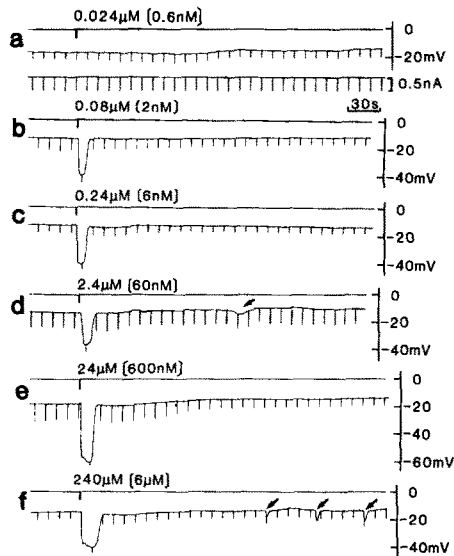 a
0.024µM (0.6nM)
0
-20mV
0.5nA
b
0.08µM (2nM)
30s
0
-20
-40mV
c
0.24µM (6nM)
0
-20
-40mV
d
2.4µM (60nM)
0
-20
-40mV
e
24µM (600nM)
0
-20
-40
-60mV
f
240µM (6µM)
0
-20
-40mV